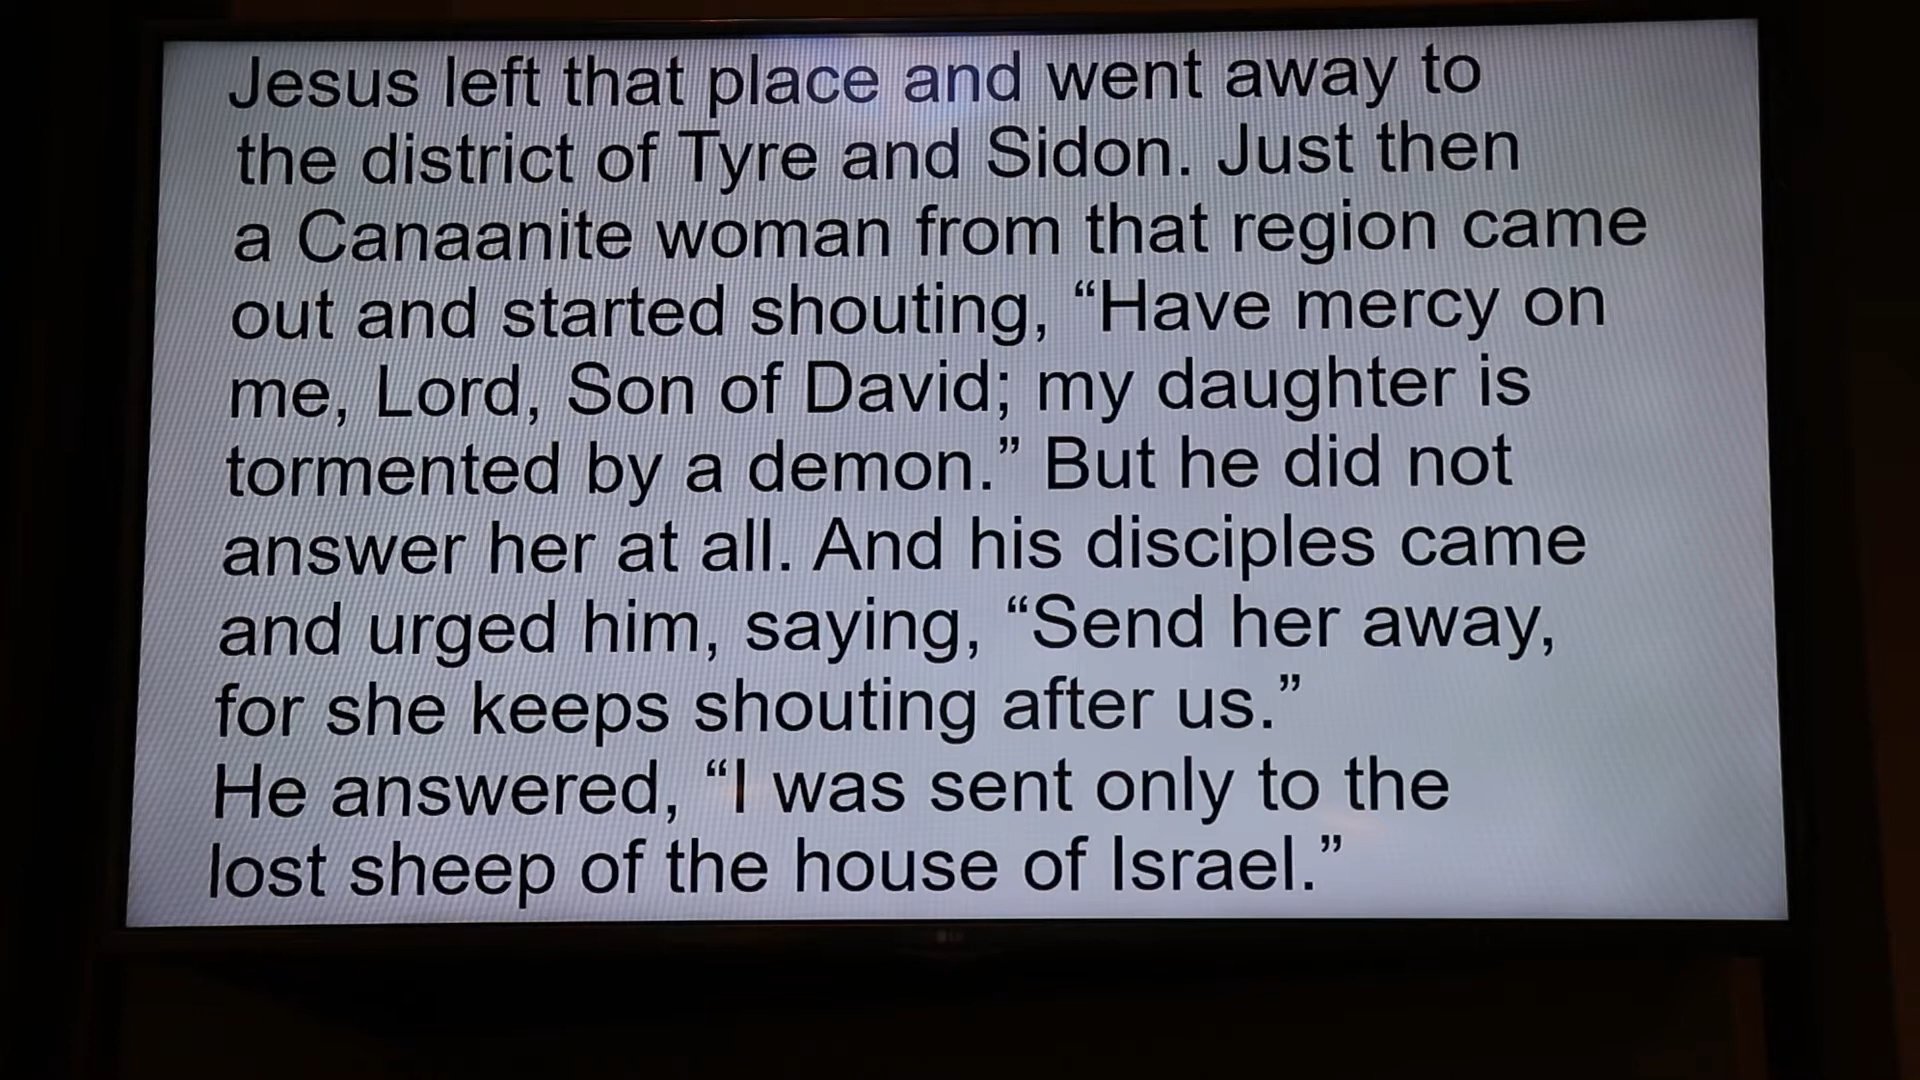 Jesus left that place and went away to
the district of Tyre and Sidon. Just then
a Canaanite woman from that region came
out and started shouting, “Have mercy on
me, Lord, Son of David; my daughter is
tormented by a demon.” But he did not
answer her at all. And his disciples came
and urged him, saying, “Send her away,
for she keeps shouting after us.”
He answered, “I was sent only to the
lost sheep of the house of Israel.”